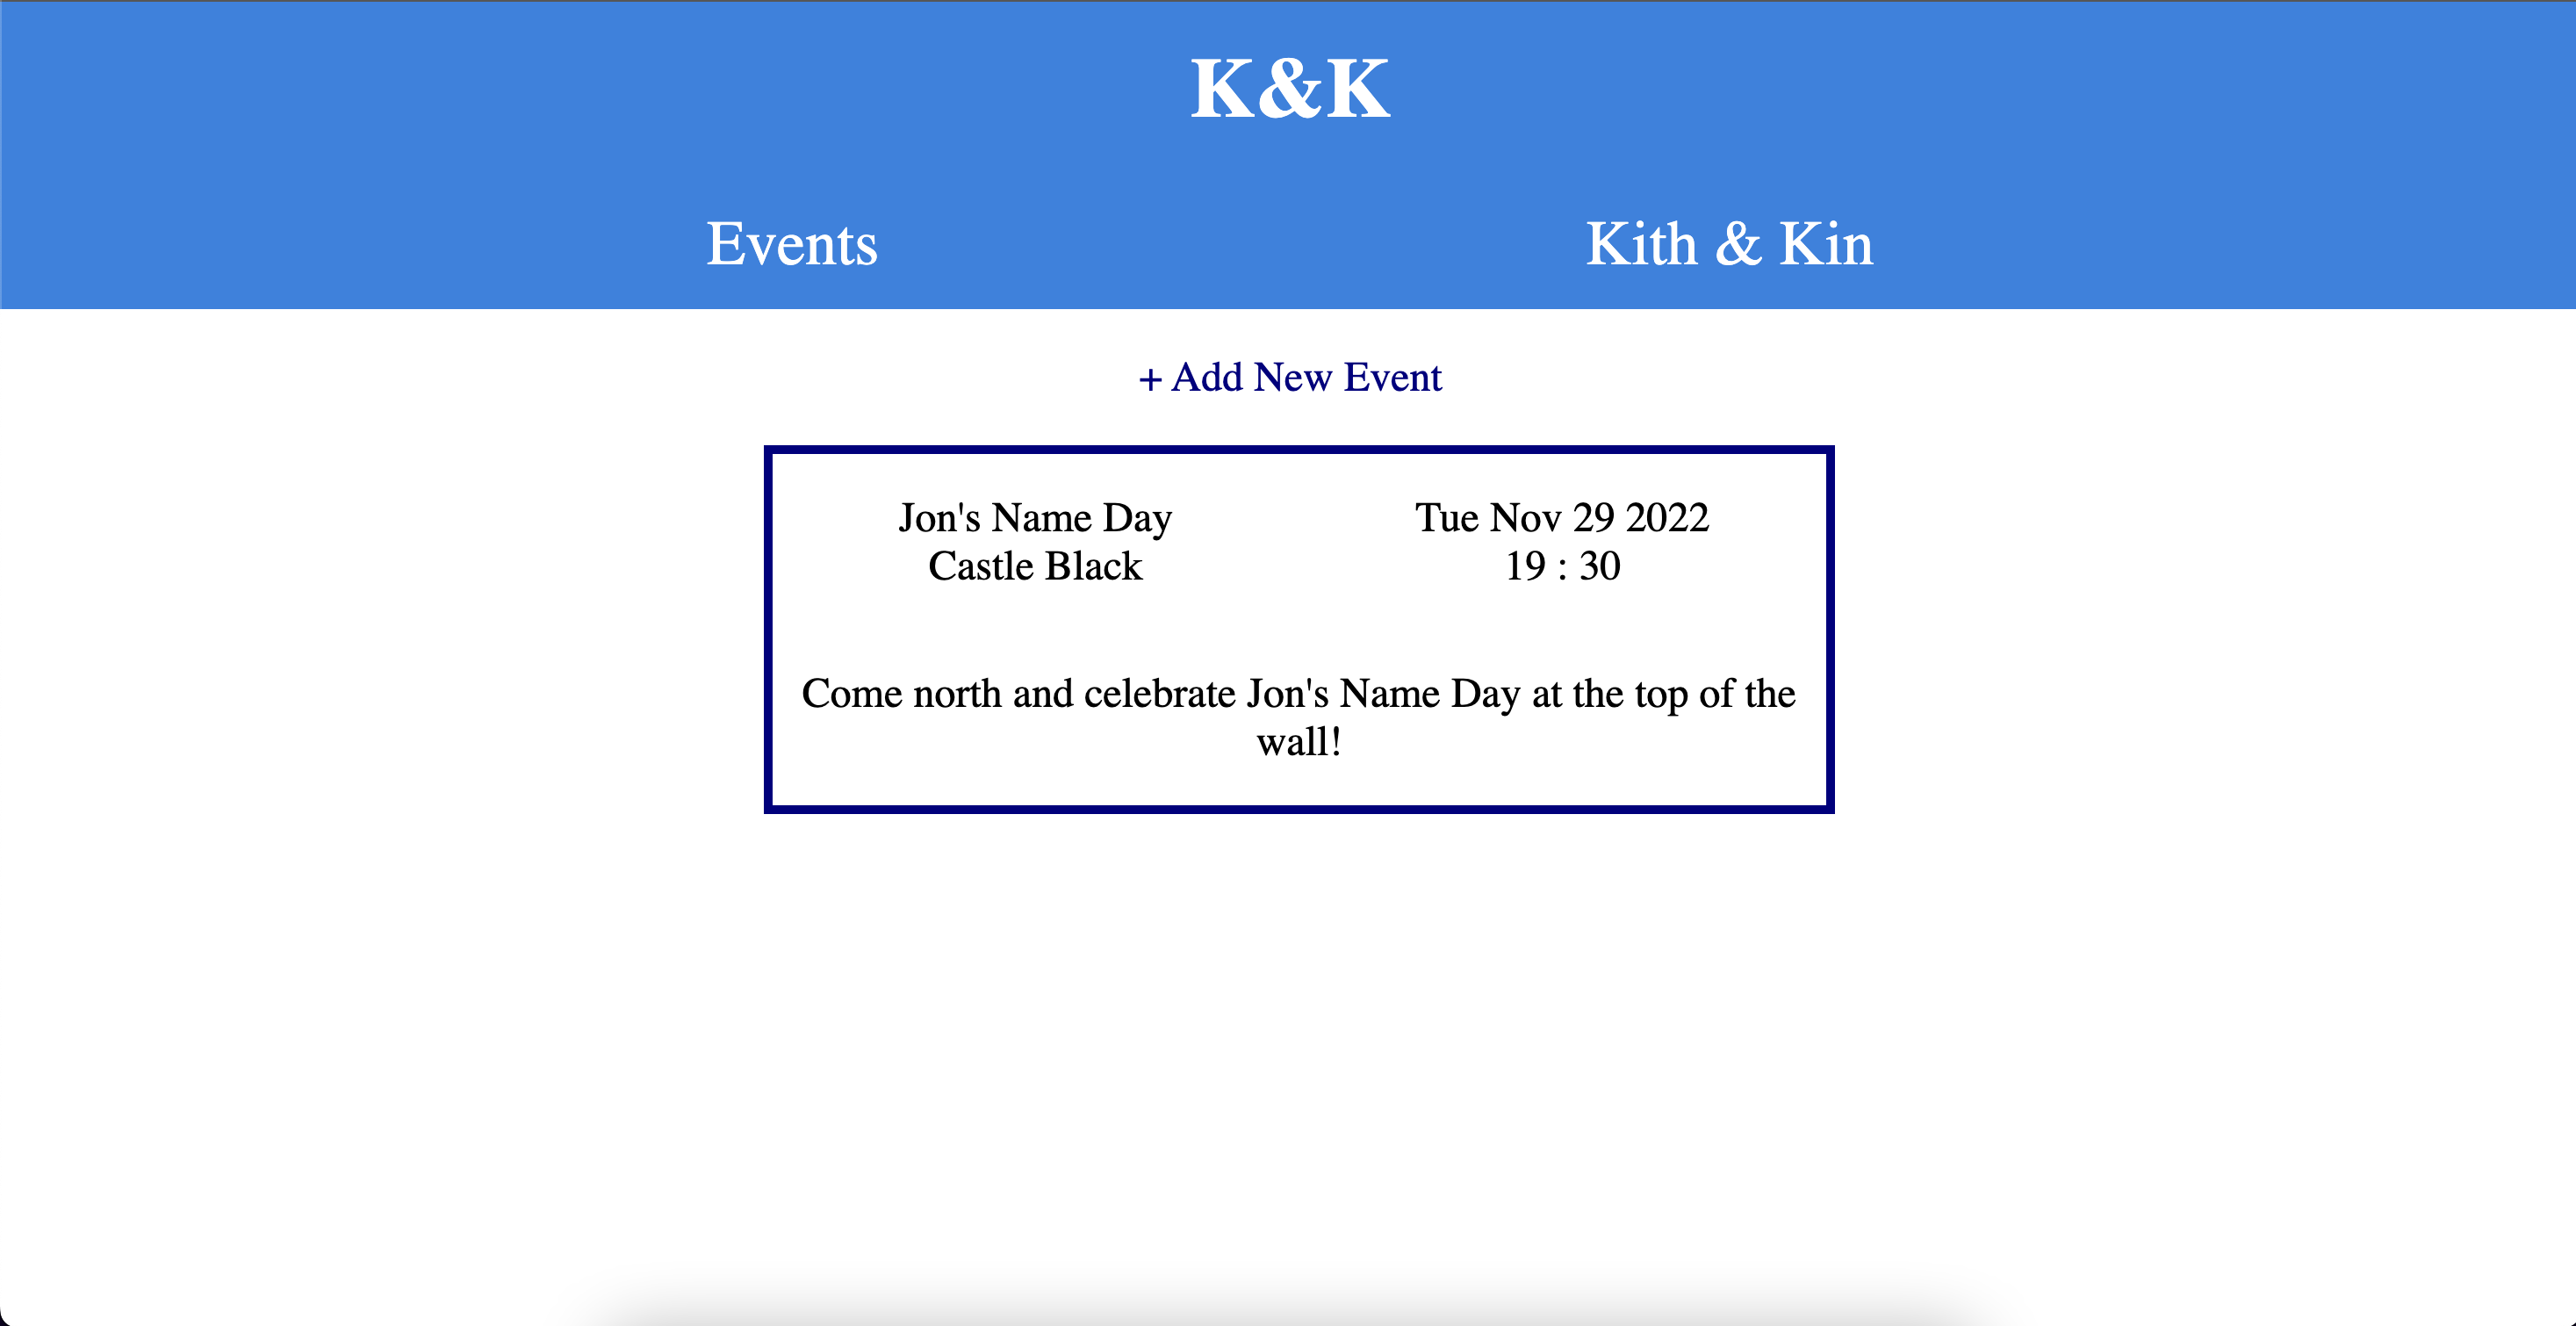 K&K
Events
Kith & Kin
+ Add New Event
Jon's Name Day
Castle Black
Tue Nov 29 2022
19 : 30
Come north and celebrate Jon's Name Day at the top of the
wall!